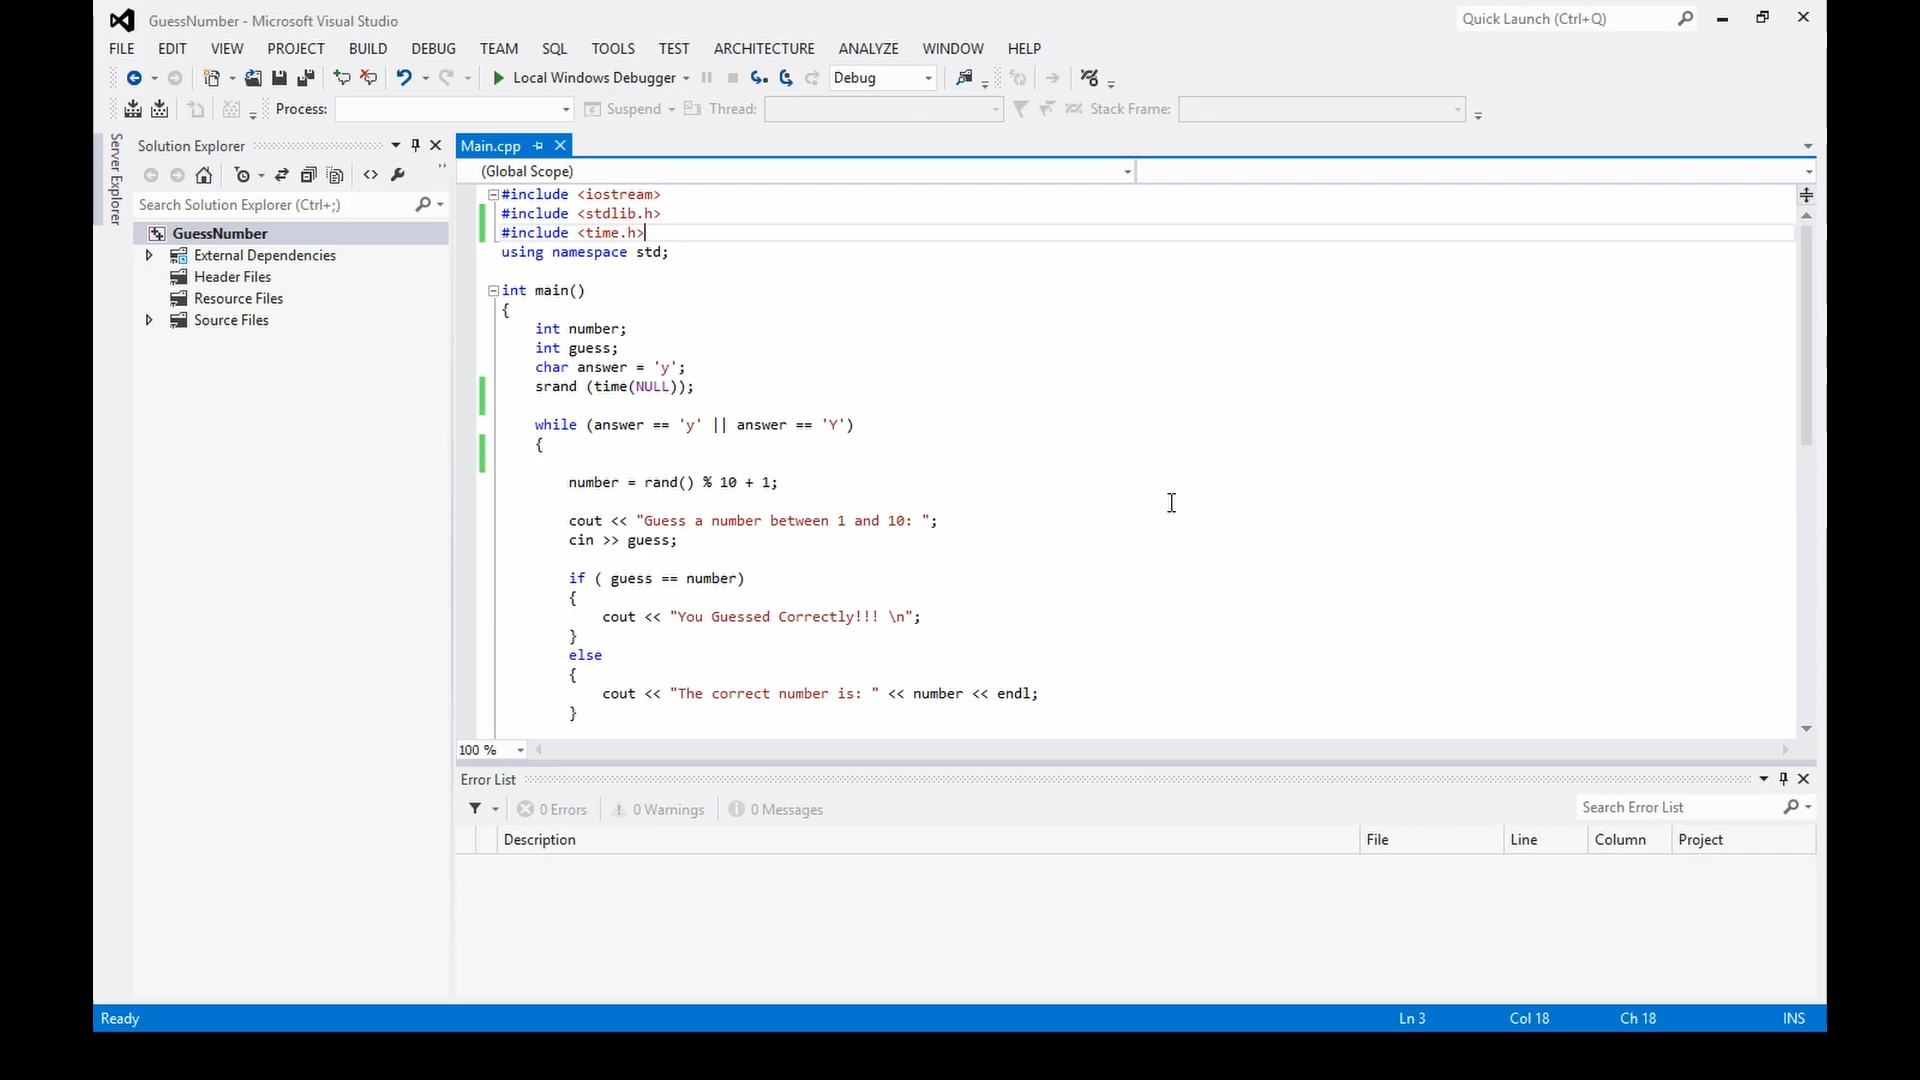 GuessNumber - Microsoft Visual Studio
Quick Launch (Ctrl+Q)
FILE EDIT VIEW PROJECT BUILD DEBUG TEAM SQL TOOLS TEST ARCHITECTURE ANALYZE WINDOW HELP
Local Windows Debugger Debug
Process: Suspend Thread: Stack Frame:
Server Explorer
Solution Explorer
Search Solution Explorer (Ctrl+;)
GuessNumber
External Dependencies
Header Files
Resource Files
Source Files
Main.cpp
(Global Scope)
#include <iostream>
#include <stdlib.h>
#include <time.h>
using namespace std;
int main()
{
int number;
int guess;
char answer = 'y';
srand (time(NULL));
while (answer == 'y' || answer == 'Y')
{
number = rand() % 10 + 1;
cout << "Guess a number between 1 and 10: ";
cin >> guess;
if ( guess == number)
{
cout << "You Guessed Correctly!!! \n";
}
else
{
cout << "The correct number is: " << number << endl;
}
100 %
Error List
0 Errors 0 Warnings 0 Messages
Search Error List
Description File Line Column Project
Ready Ln 3 Col 18 Ch 18 INS